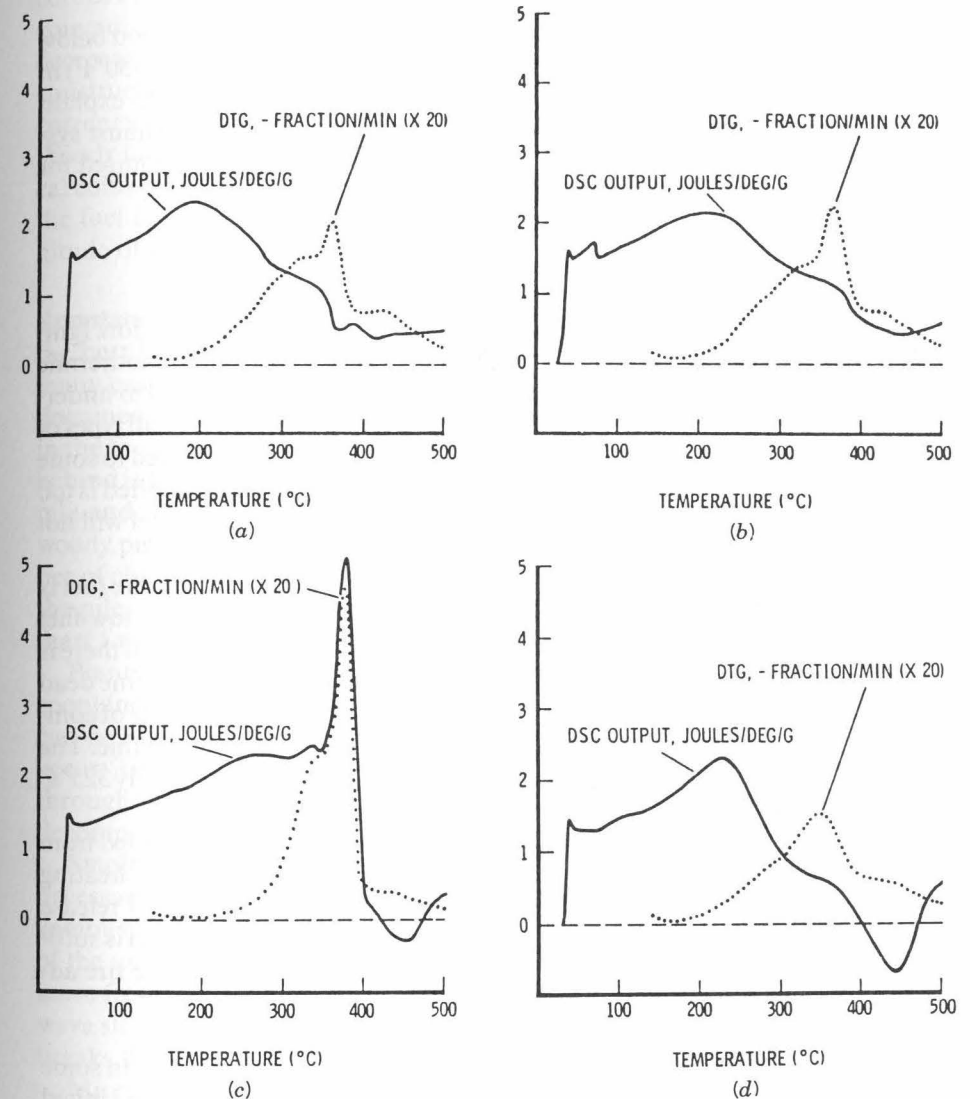 5
4
3
2
1
0
DTG, - FRACTION/MIN (X 20)
DSC OUTPUT, JOULES/DEG/G
100 200 300 400 500
TEMPERATURE (°C)
(a)
5
4
3
2
1
0
DTG, - FRACTION/MIN (X 20)
DSC OUTPUT, JOULES/DEG/G
100 200 300 400 500
TEMPERATURE (°C)
(b)
5
4
3
2
1
0
DTG, - FRACTION/MIN (X 20 )
DSC OUTPUT, JOULES/DEG/G
100 200 300 400 500
TEMPERATURE (°C)
(c)
5
4
3
2
1
0
DTG, - FRACTION/MIN (X 20)
DSC OUTPUT, JOULES/DEG/G
100 200 300 400 500
TEMPERATURE (°C)
(d)